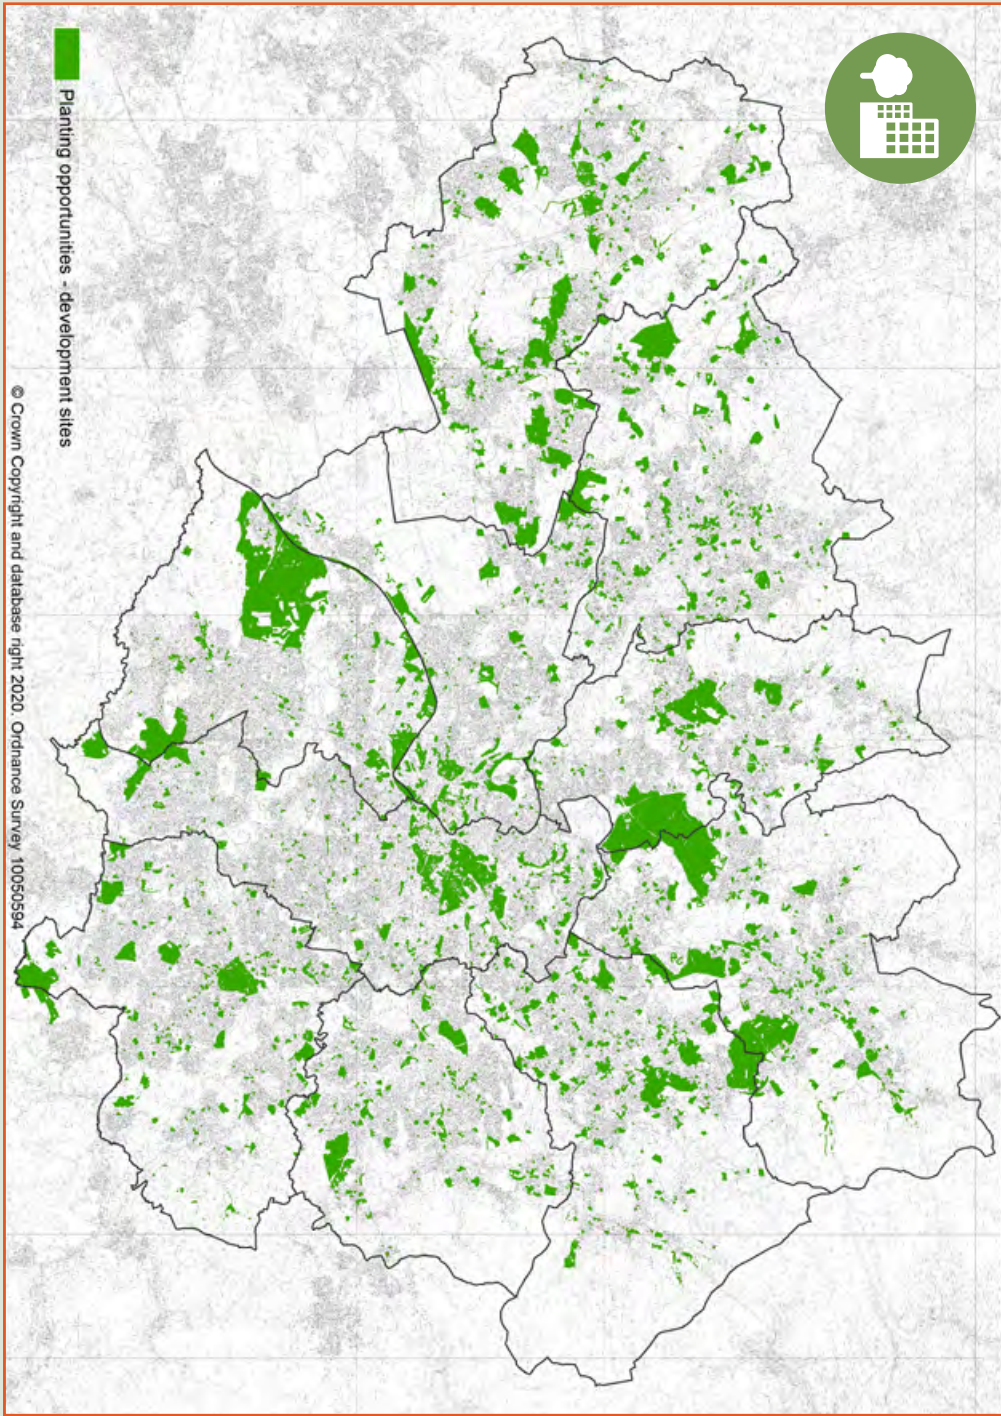 Planting opportunities - development sites
© Crown Copyright and database right 2020. Ordnance Survey 10050594